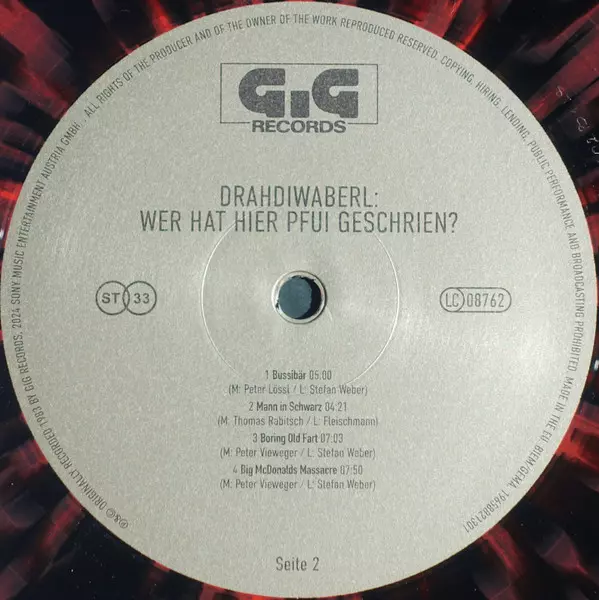 GiG
RECORDS
DRAHDIWABERL:
WER HAT HIER PFUI GESCHRIEN?
ST 33
LC 08762
1 Bussibär 05:00
(M: Peter Lössl / L: Stefan Weber)
2 Mann in Schwarz 04:21
(M: Thomas Rabitsch / L: Fleischmann)
3 Boring Old Fart 07:03
(M: Peter Vieweger / L: Stefan Weber)
4 Big McDonalds Massacre 07:50
(M: Peter Vieweger / L: Stefan Weber)
Seite 2
℗&© ORIGINALLY RECORDED 1983 BY GIG RECORDS, 2024 SONY MUSIC ENTERTAINMENT AUSTRIA GMBH. ALL RIGHTS OF THE PRODUCER AND OF THE OWNER OF THE WORK REPRODUCED RESERVED. COPYING, HIRING, LENDING, PUBLIC PERFORMANCE AND BROADCASTING PROHIBITED. MADE IN THE EU. BIEM/GEMA. 19658821301